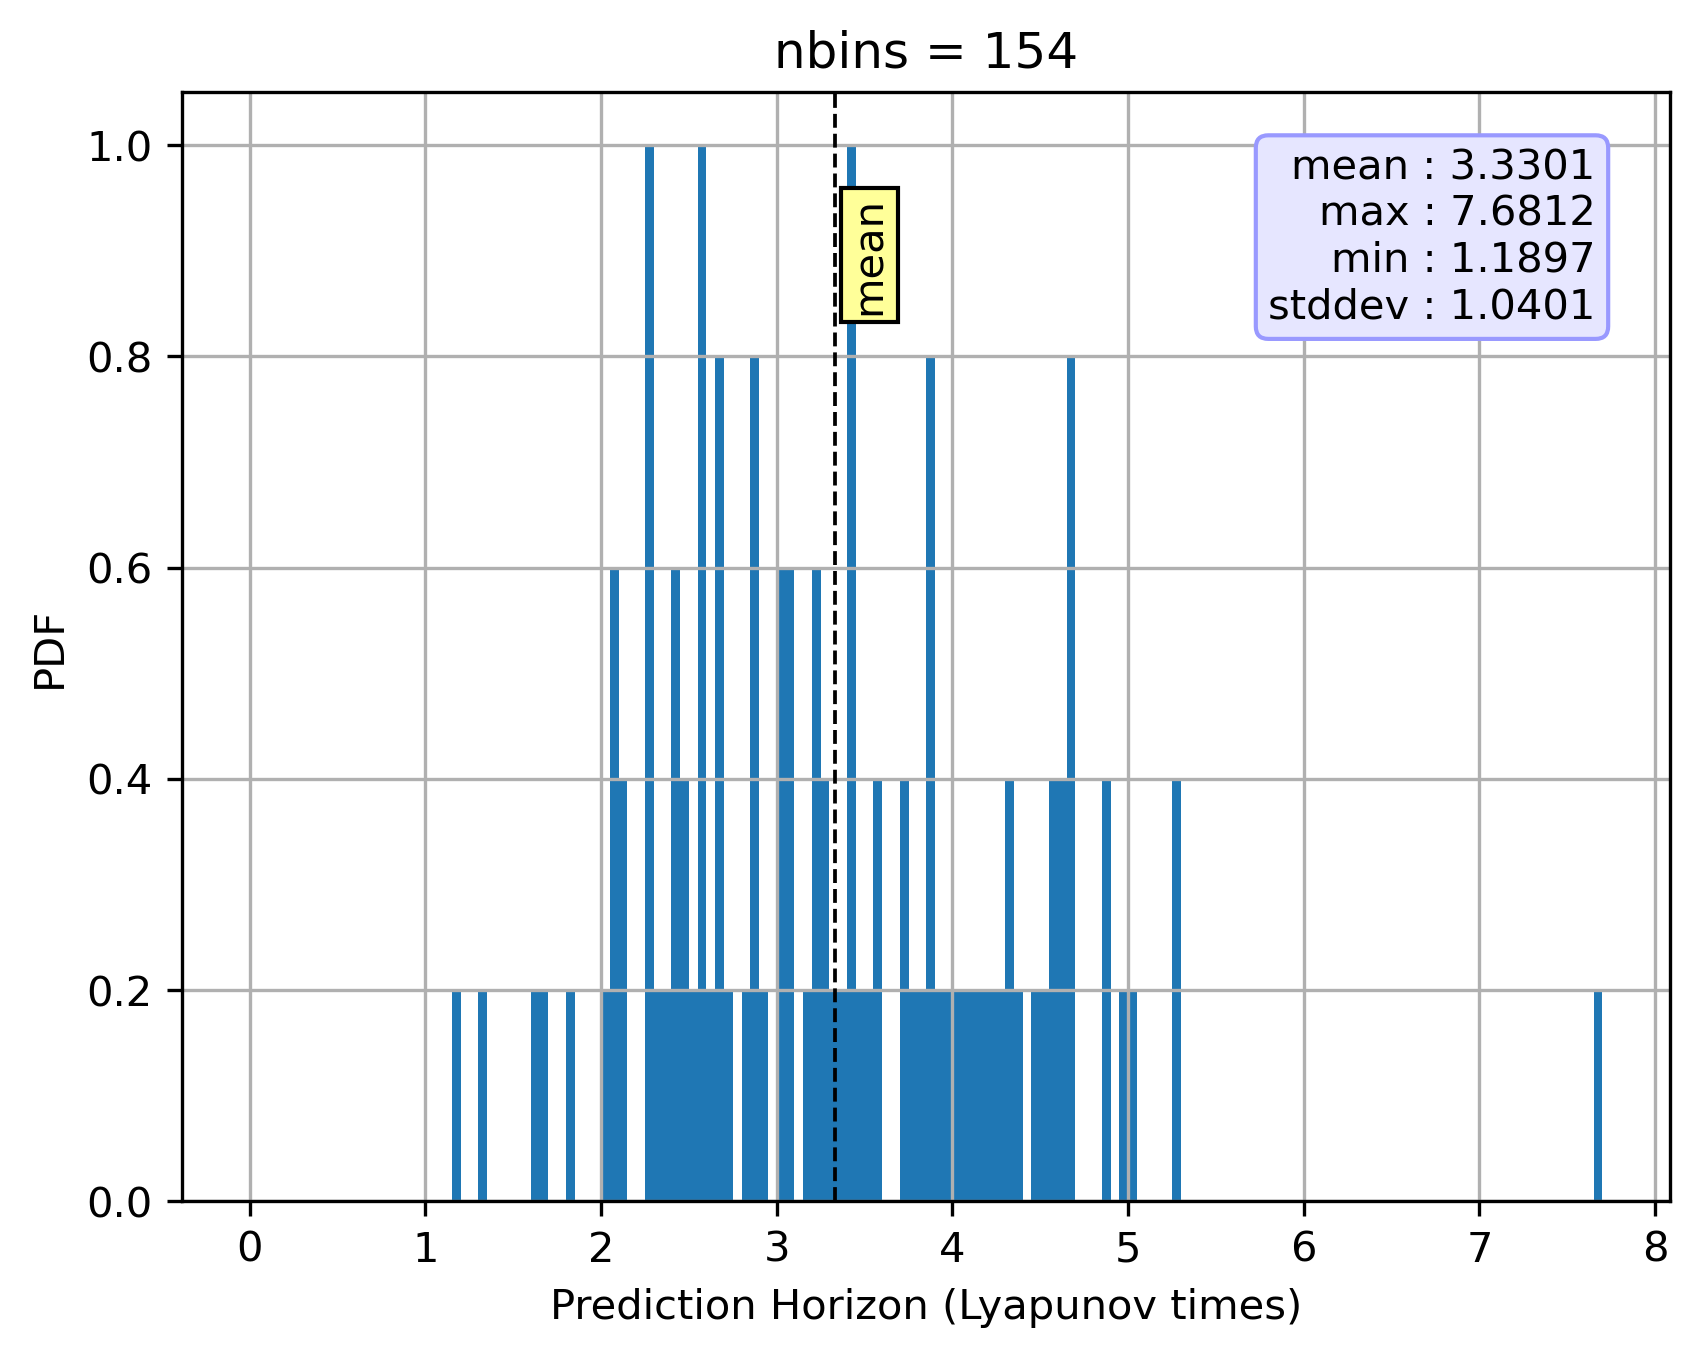 nbins = 154
1.0
0.8
0.6
0.4
0.2
0.0
PDF
mean
mean : 3.3301
max : 7.6812
min : 1.1897
stddev : 1.0401
0 1 2 3 4 5 6 7 8
Prediction Horizon (Lyapunov times)